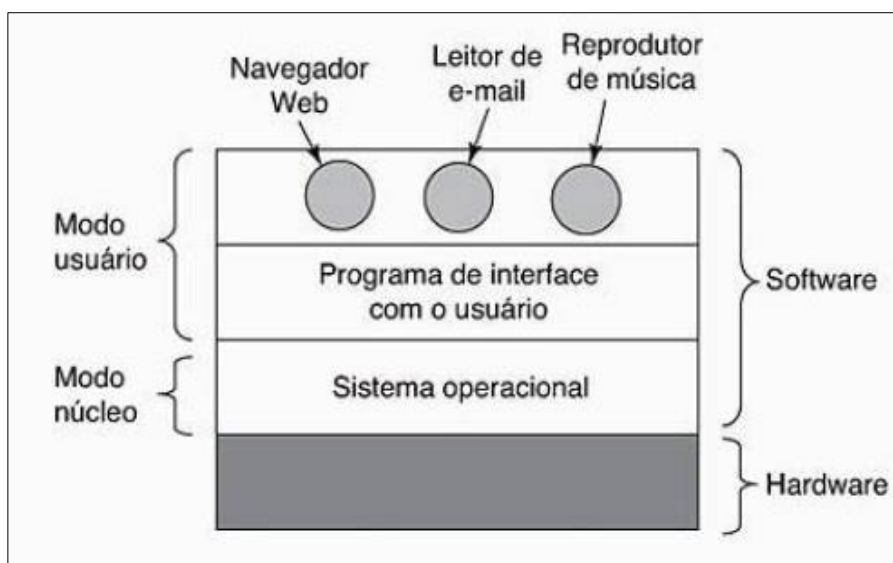 Navegador
Web
Leitor de
e-mail
Reprodutor
de música
Modo
usuário
Programa de interface
com o usuário
Software
Modo
núcleo
Sistema operacional
Hardware